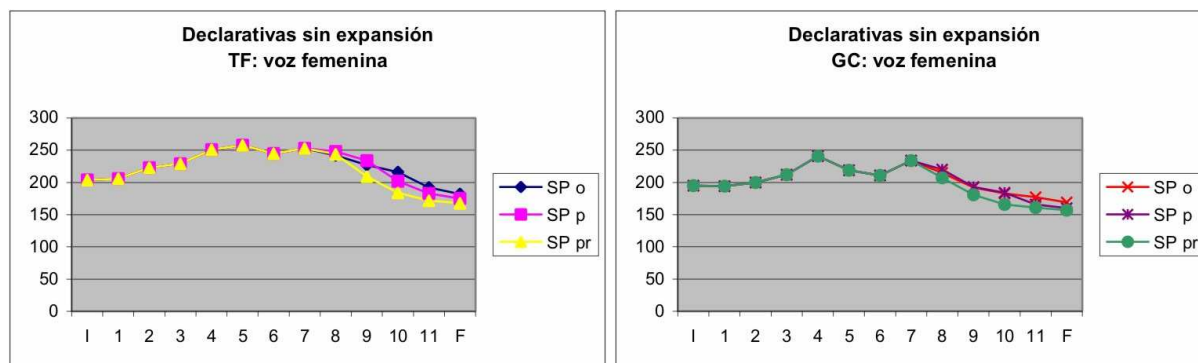 Declarativas sin expansión
TF: voz femenina
300
250
200
150
100
50
0
I 1 2 3 4 5 6 7 8 9 10 11 F
SP o
SP p
SP pr
Declarativas sin expansión
GC: voz femenina
300
250
200
150
100
50
0
I 1 2 3 4 5 6 7 8 9 10 11 F
SP o
SP p
SP pr